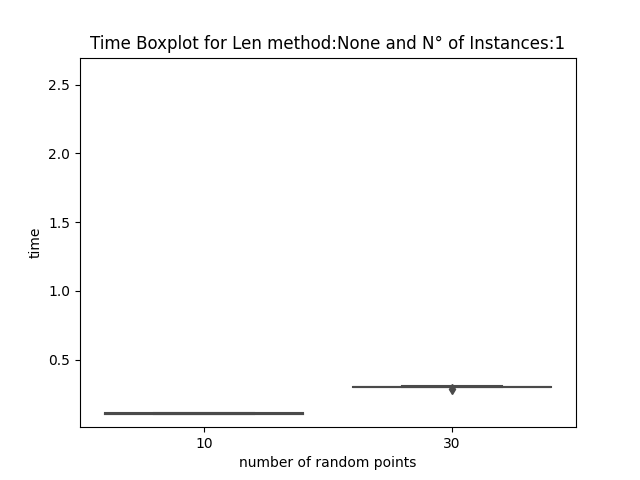 Time Boxplot for Len method:None and N° of Instances:1
2.5
2.0
1.5
1.0
0.5
time
10 30
number of random points